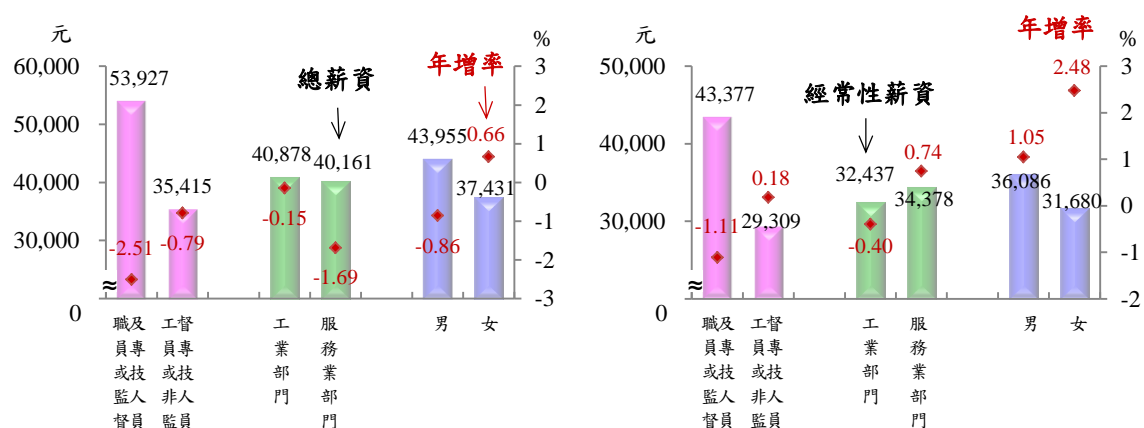 元
%
60,000
50,000
40,000
30,000
0
3
2
1
0
-1
-2
-3
總薪資
年增率
53,927
35,415
40,878
40,161
43,955
37,431
-2.51
-0.79
-0.15
-1.69
-0.86
0.66
≈
職員或監督及專技人員
工員或非監督專技人員
工業部門
服務業部門
男
女
元
%
50,000
40,000
30,000
0
3
2
1
0
-1
-2
經常性薪資
年增率
43,377
29,309
32,437
34,378
36,086
31,680
-1.11
0.18
-0.40
0.74
1.05
2.48
≈
職員或監督及專技人員
工員或非監督專技人員
工業部門
服務業部門
男
女